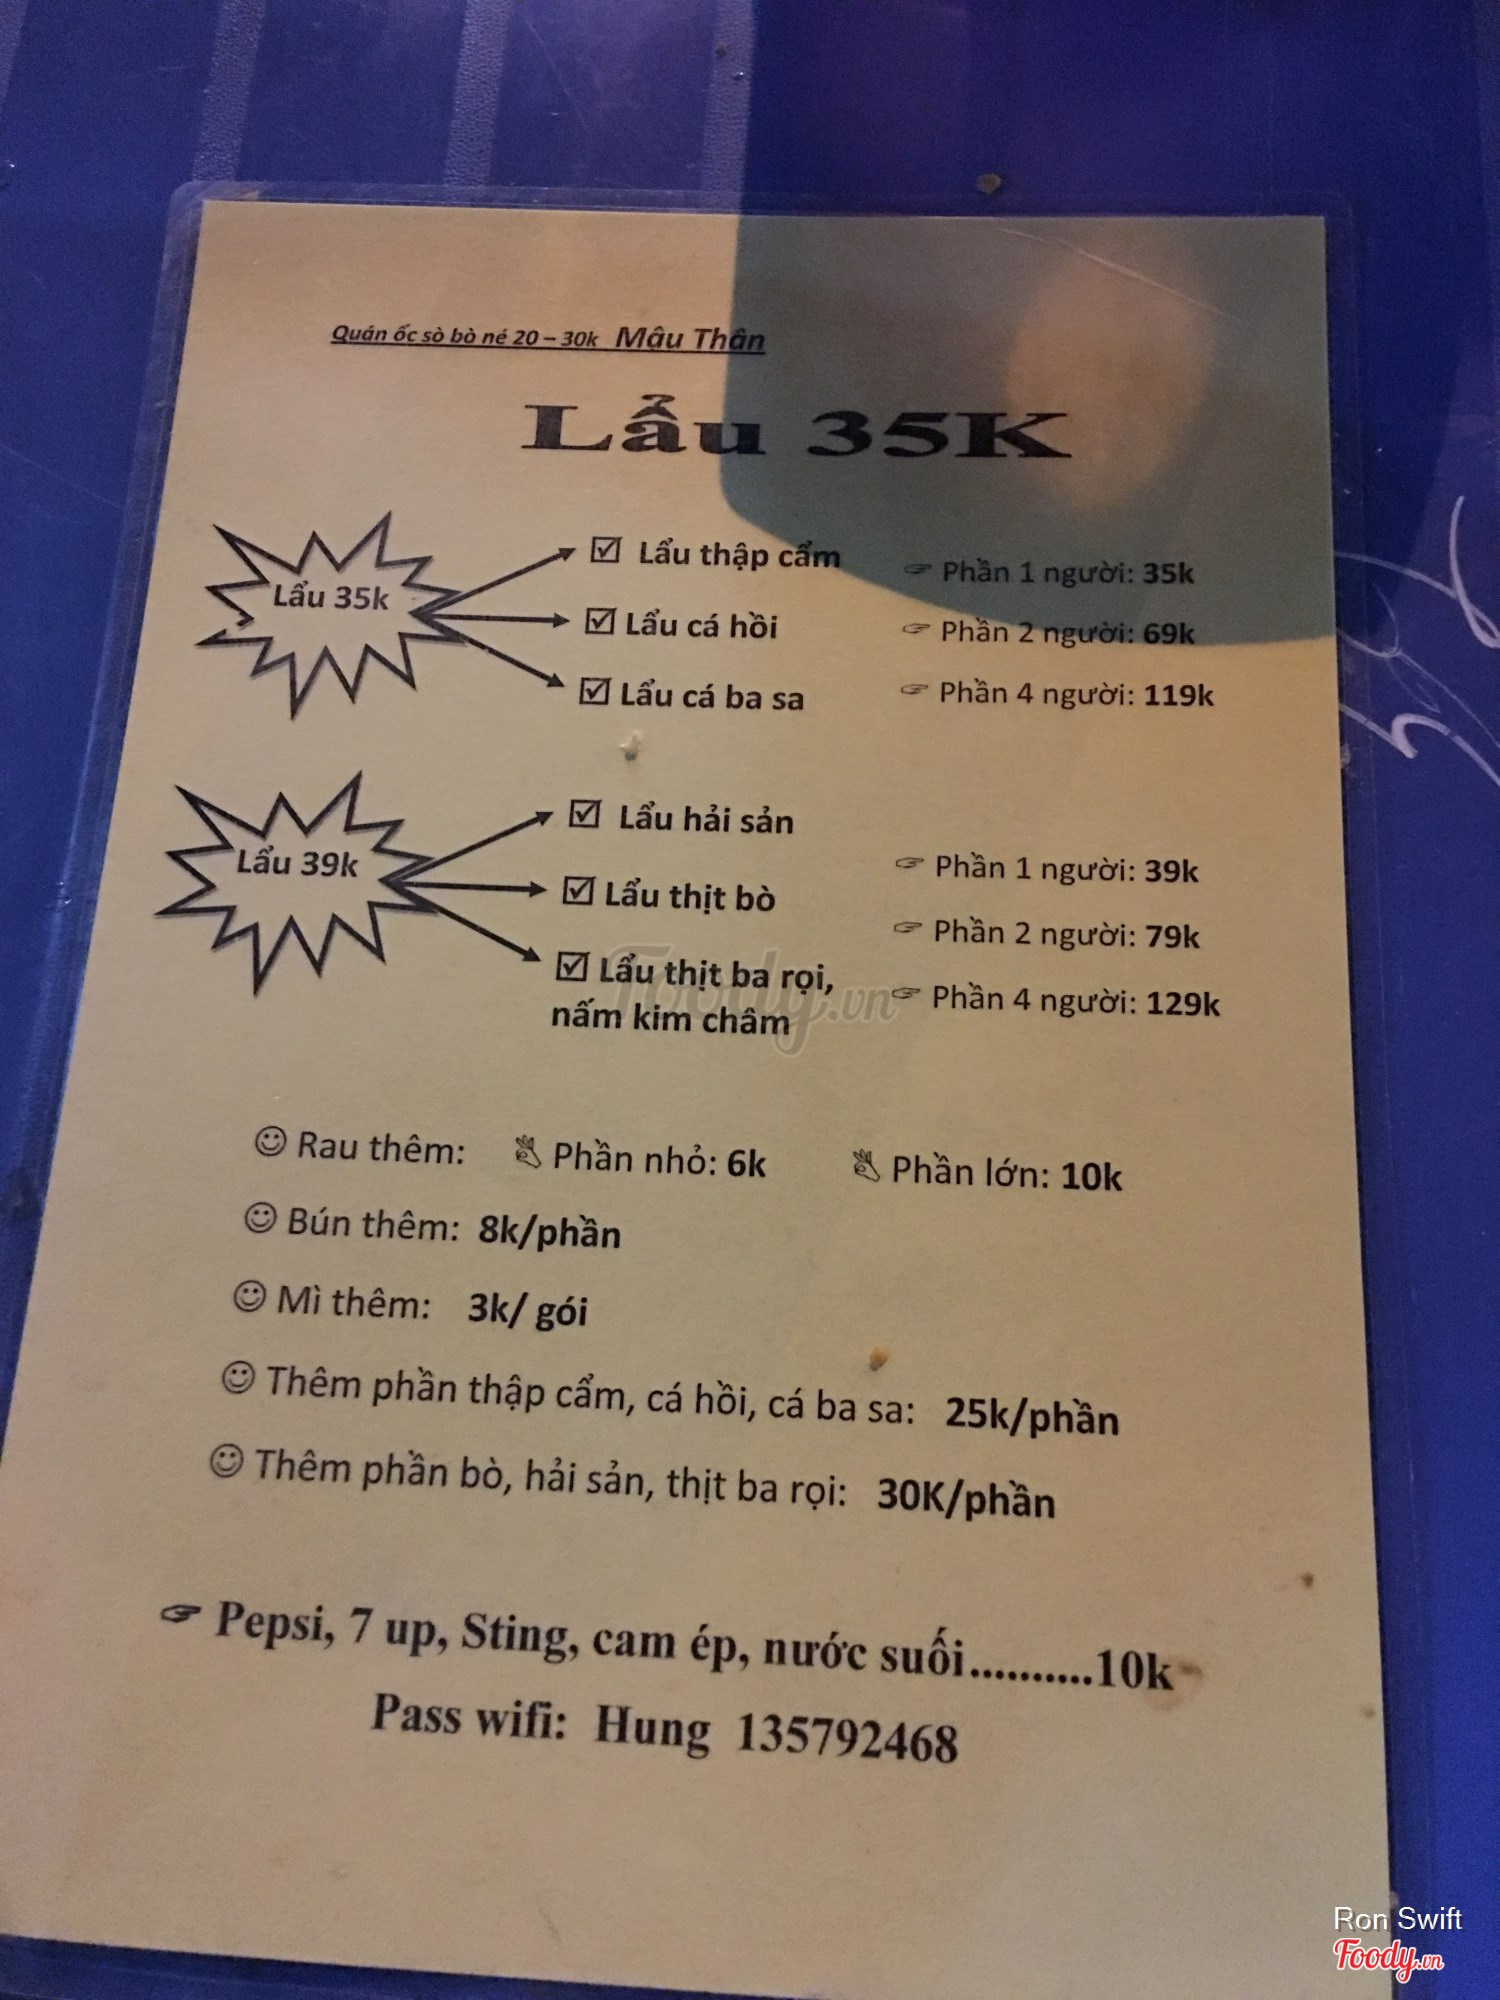 Quán ốc sò bò né 20 – 30k Mậu Thân
Lẩu 35K
Lẩu 35k
Lẩu thập cẩm
Lẩu cá hồi
Lẩu cá ba sa
Phần 1 người: 35k
Phần 2 người: 69k
Phần 4 người: 119k
Lẩu 39k
Lẩu hải sản
Lẩu thịt bò
Lẩu thịt ba rọi,
nấm kim châm
Phần 1 người: 39k
Phần 2 người: 79k
Phần 4 người: 129k
Foody.vn
Rau thêm: Phần nhỏ: 6k Phần lớn: 10k
Bún thêm: 8k/phần
Mì thêm: 3k/ gói
Thêm phần thập cẩm, cá hồi, cá ba sa: 25k/phần
Thêm phần bò, hải sản, thịt ba rọi: 30K/phần
Pepsi, 7 up, Sting, cam ép, nước suối..........10k
Pass wifi: Hung 135792468
Ron Swift
Foody.vn